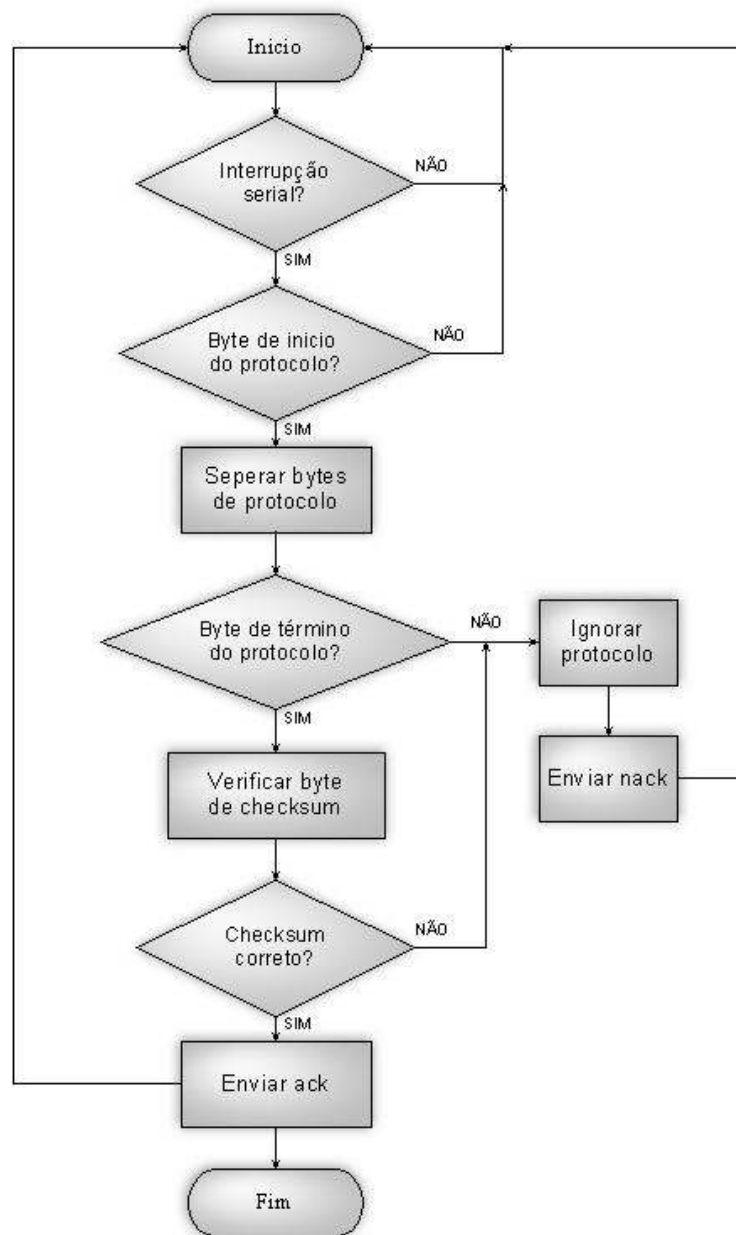 Inicio
Interrupção
serial?
NÃO
SIM
Byte de inicio
do protocolo?
NÃO
SIM
Seperar bytes
de protocolo
Byte de término
do protocolo?
NÃO
Ignorar
protocolo
SIM
Verificar byte
de checksum
Enviar nack
Checksum
correto?
NÃO
SIM
Enviar ack
Fim